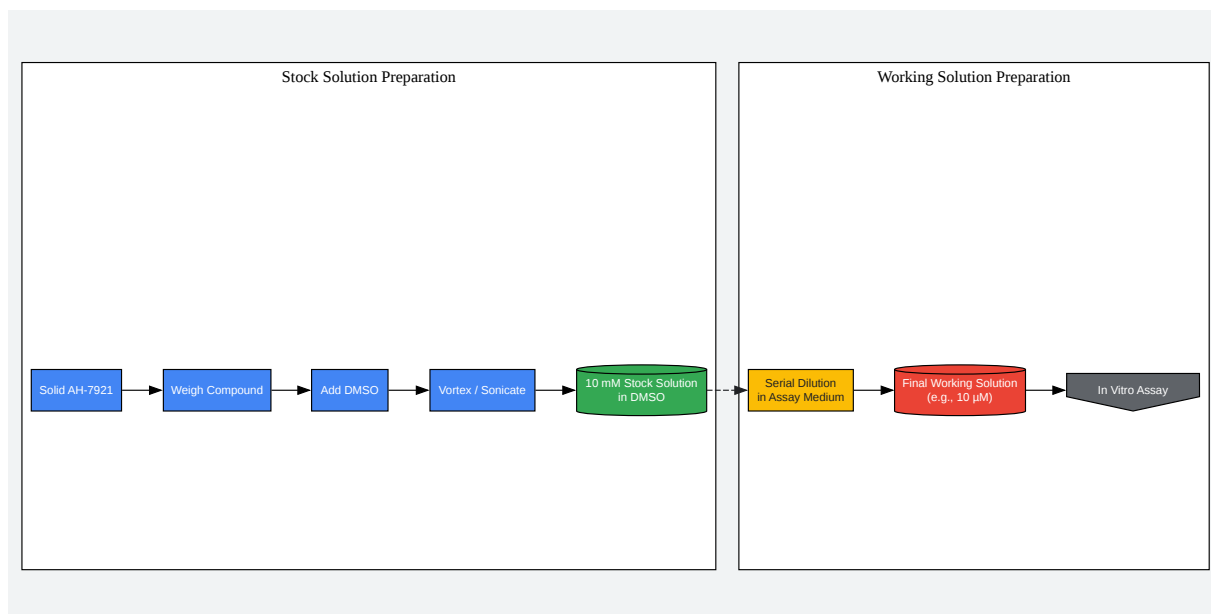 Stock Solution Preparation
Working Solution Preparation
Solid AH-7921
Weigh Compound
Add DMSO
Vortex / Sonicate
10 mM Stock Solution
in DMSO
Serial Dilution
in Assay Medium
Final Working Solution
(e.g., 10 µM)
In Vitro Assay